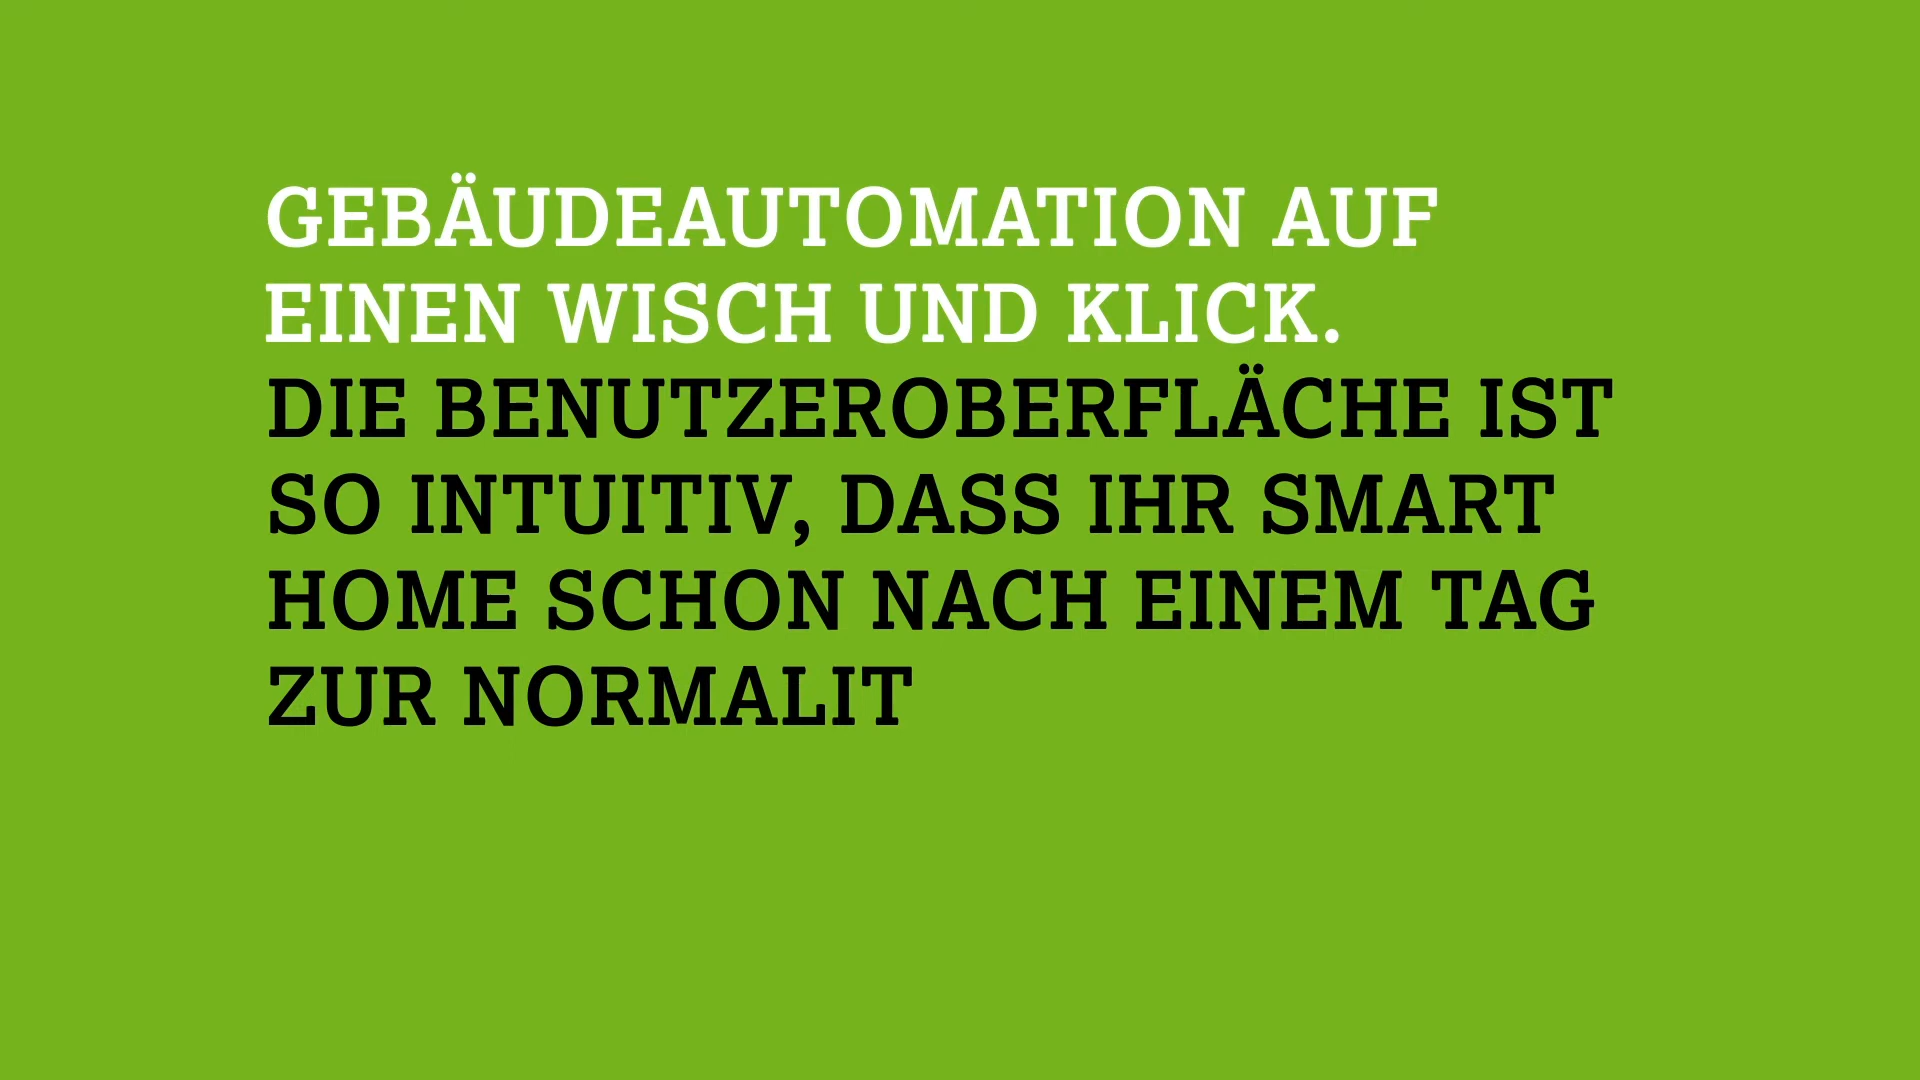 GEBÄUDEAUTOMATION AUF
EINEN WISCH UND KLICK.
DIE BENUTZEROBERFLÄCHE IST
SO INTUITIV, DASS IHR SMART
HOME SCHON NACH EINEM TAG
ZUR NORMALIT